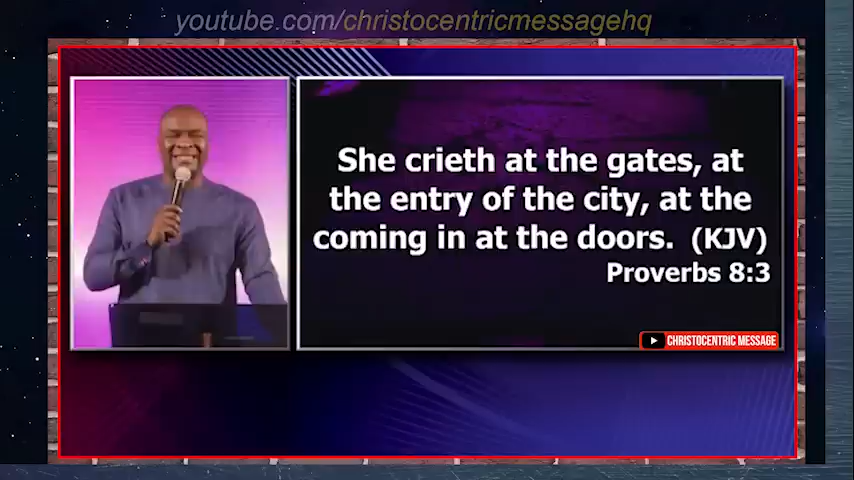 youtube.com/christocentricmessagehq
She crieth at the gates, at
the entry of the city, at the
coming in at the doors. (KJV)
Proverbs 8:3
CHRISTOCENTRIC MESSAGE